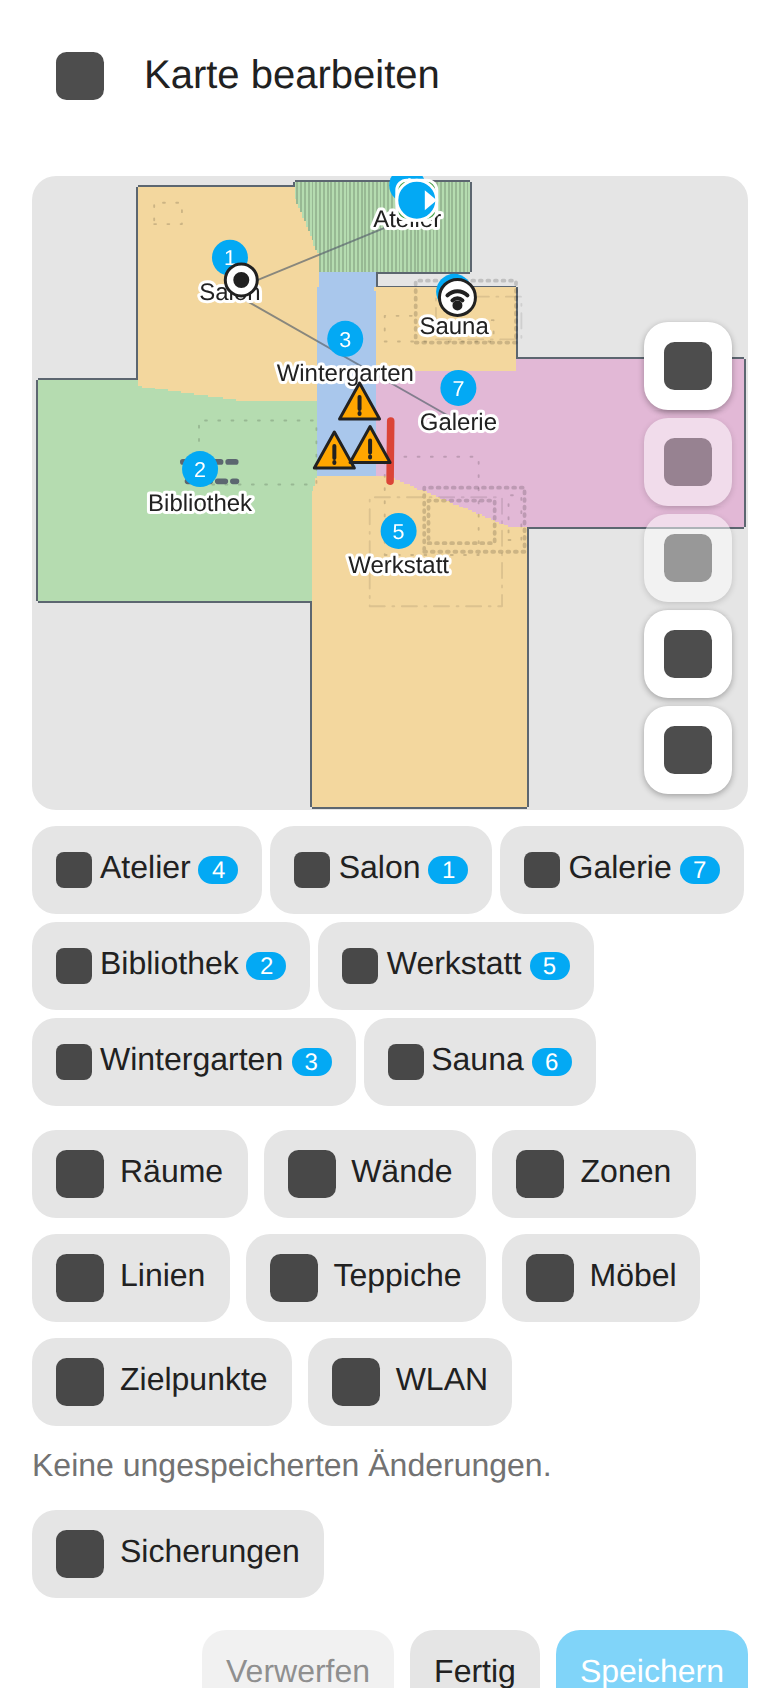 Karte bearbeiten
Atelier
1
Salon
Sauna
3
Wintergarten
7
Galerie
2
Bibliothek
5
Werkstatt
Atelier 4 Salon 1 Galerie 7
Bibliothek 2 Werkstatt 5
Wintergarten 3 Sauna 6
Räume Wände Zonen
Linien Teppiche Möbel
Zielpunkte WLAN
Keine ungespeicherten Änderungen.
Sicherungen
Verwerfen Fertig Speichern